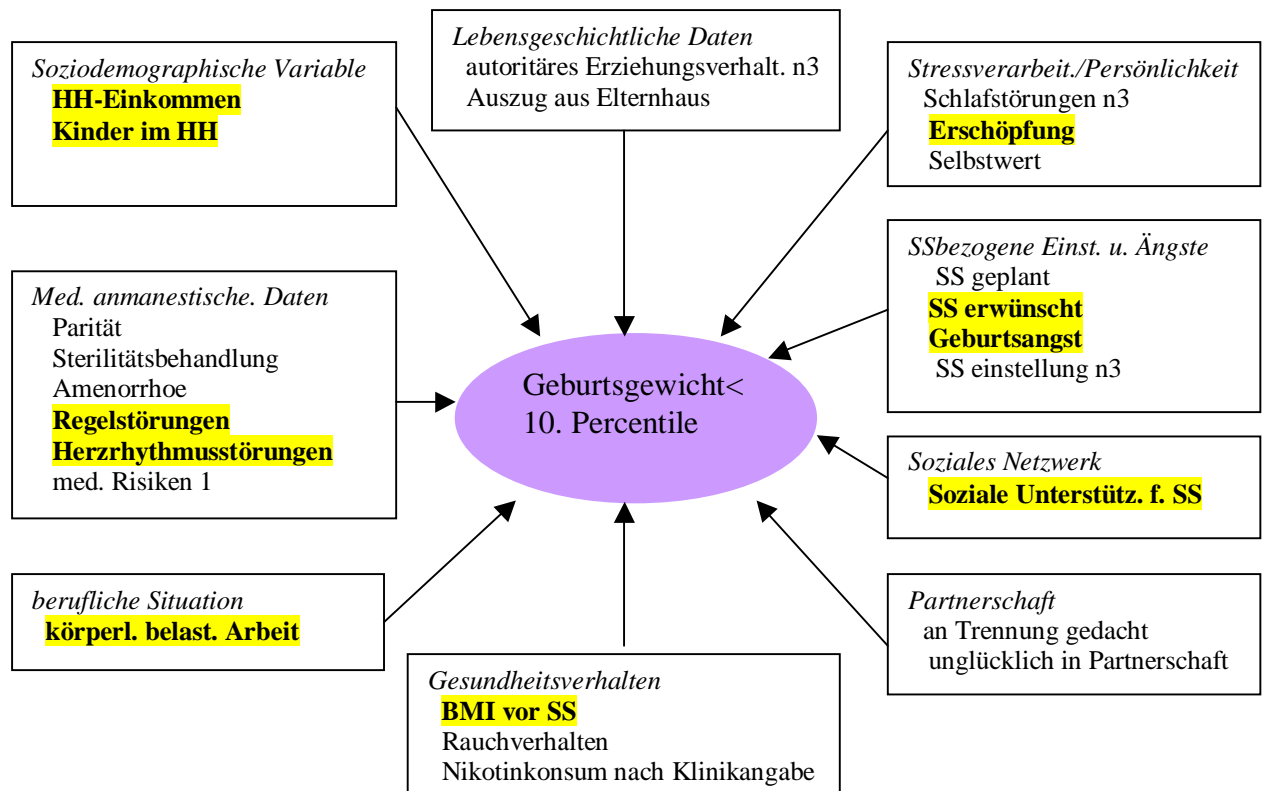 Soziodemographische Variable
HH-Einkommen
Kinder im HH
Lebensgeschichtliche Daten
autoritäres Erziehungsverhalt. n3
Auszug aus Elternhaus
Stressverarbeit./Persönlichkeit
Schlafstörungen n3
Erschöpfung
Selbstwert
Med. anmanestische. Daten
Parität
Sterilitätsbehandlung
Amenorrhoe
Regelstörungen
Herzrhythmusstörungen
med. Risiken 1
Geburtsgewicht<
10. Percentile
SSbezogene Einst. u. Ängste
SS geplant
SS erwünscht
Geburtsangst
SS einstellung n3
Soziales Netzwerk
Soziale Unterstütz. f. SS
berufliche Situation
körperl. belast. Arbeit
Gesundheitsverhalten
BMI vor SS
Rauchverhalten
Nikotinkonsum nach Klinikangabe
Partnerschaft
an Trennung gedacht
unglücklich in Partnerschaft